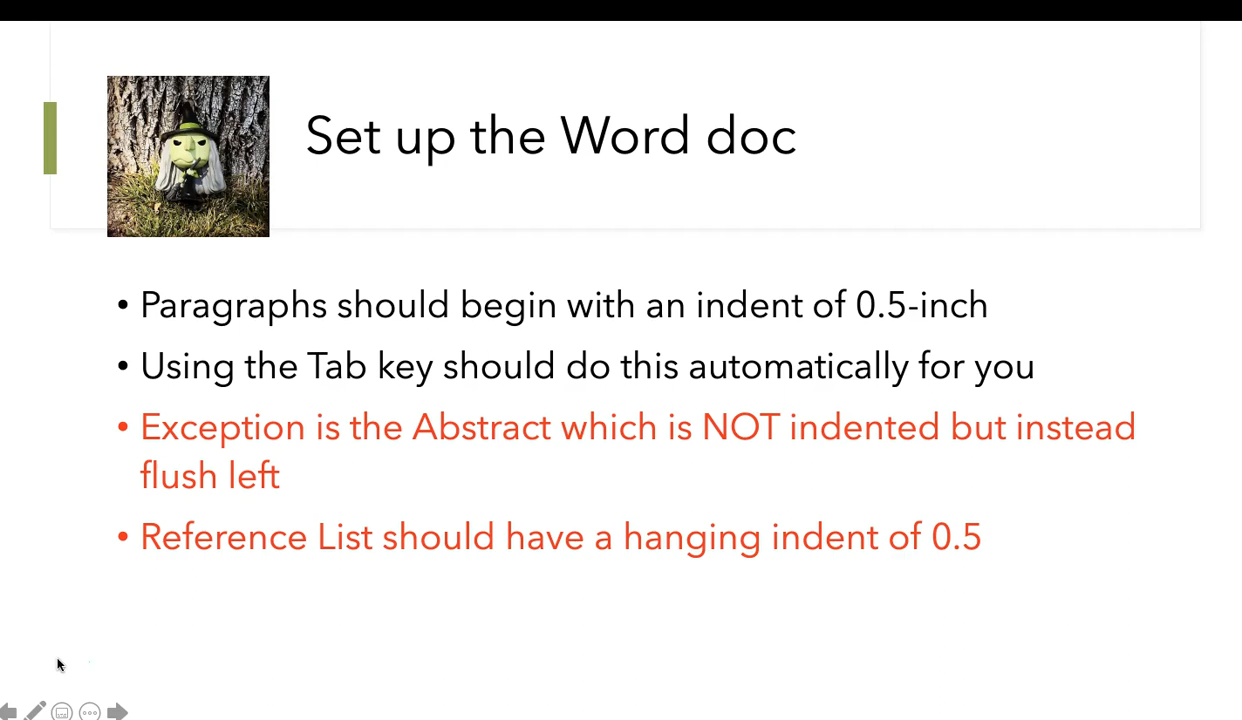 Set up the Word doc
• Paragraphs should begin with an indent of 0.5-inch
• Using the Tab key should do this automatically for you
• Exception is the Abstract which is NOT indented but instead
flush left
• Reference List should have a hanging indent of 0.5